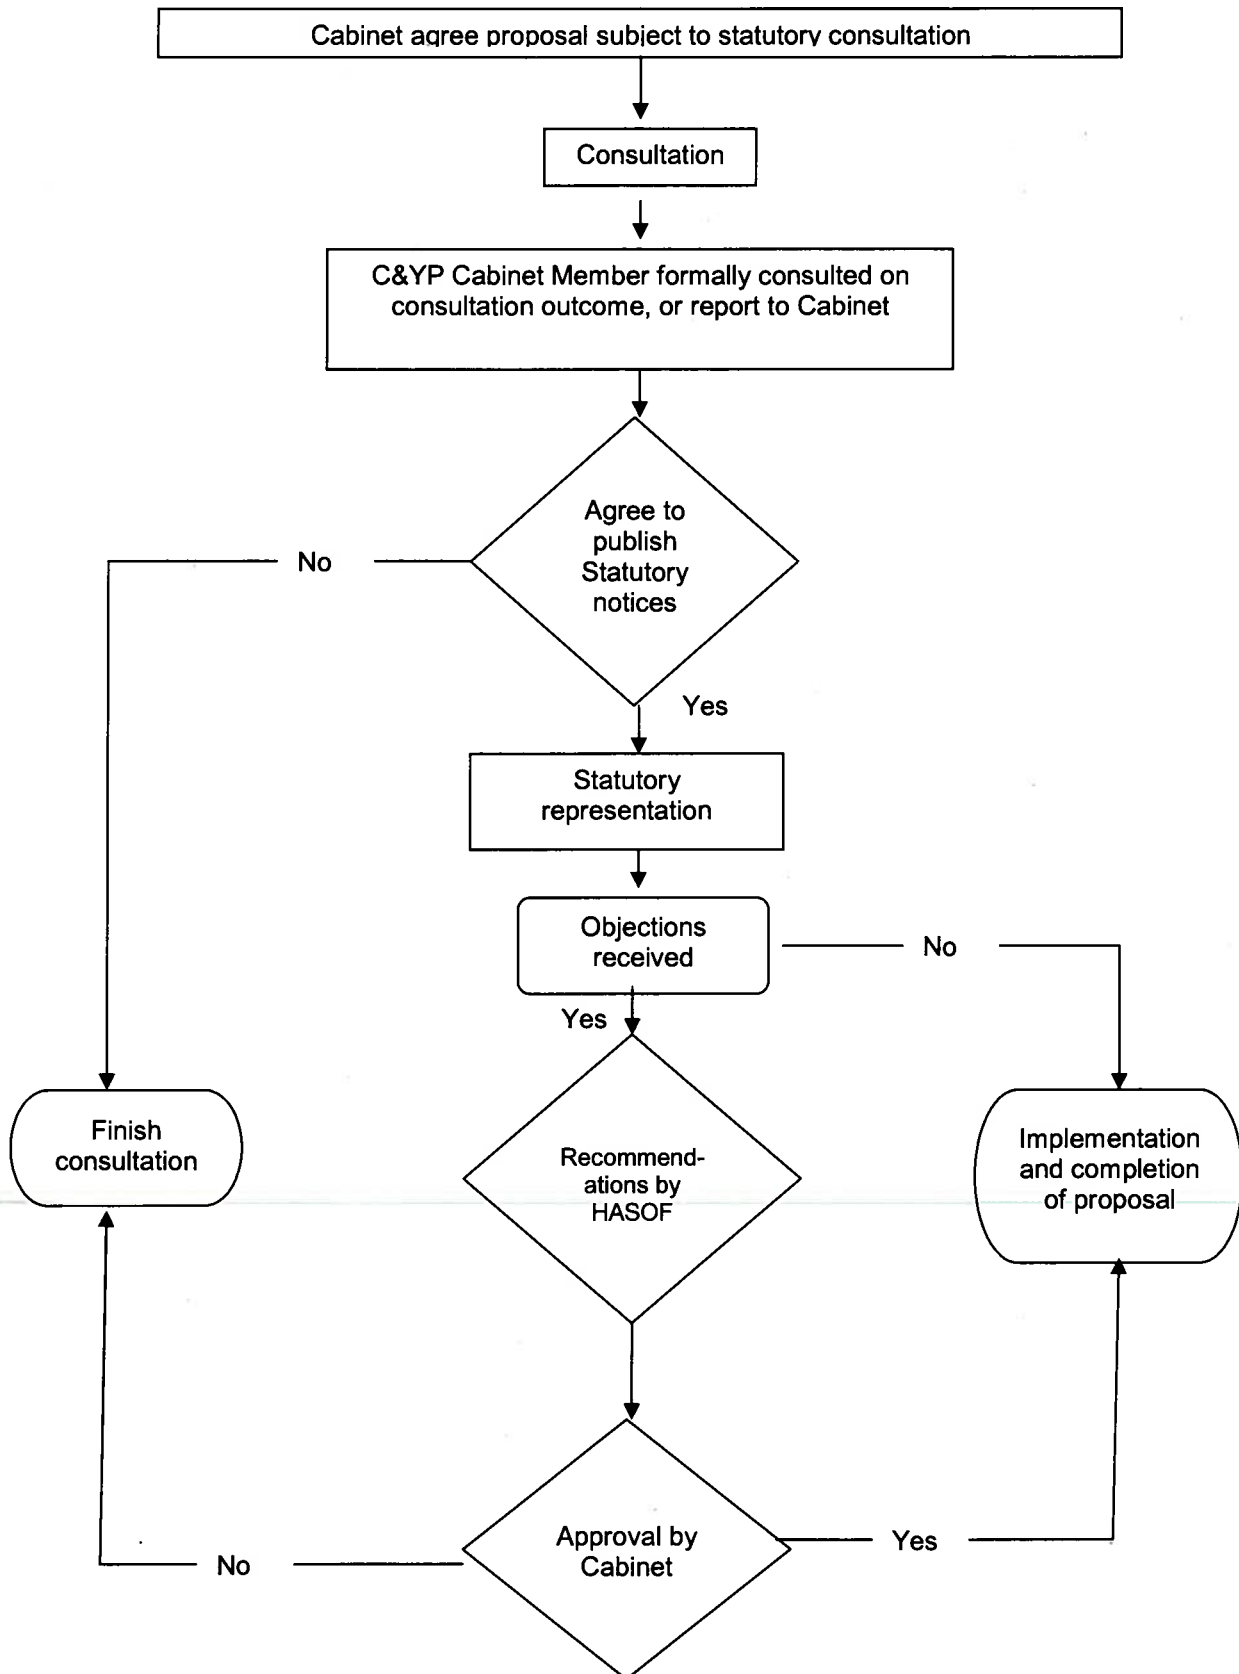 Cabinet agree proposal subject to statutory consultation
Consultation
C&YP Cabinet Member formally consulted on
consultation outcome, or report to Cabinet
Agree to
publish
Statutory
notices
No
Yes
Statutory
representation
Objections
received
No
Yes
Finish
consultation
Recommend-
ations by
HASOF
Implementation
and completion
of proposal
Approval by
Cabinet
Yes
No